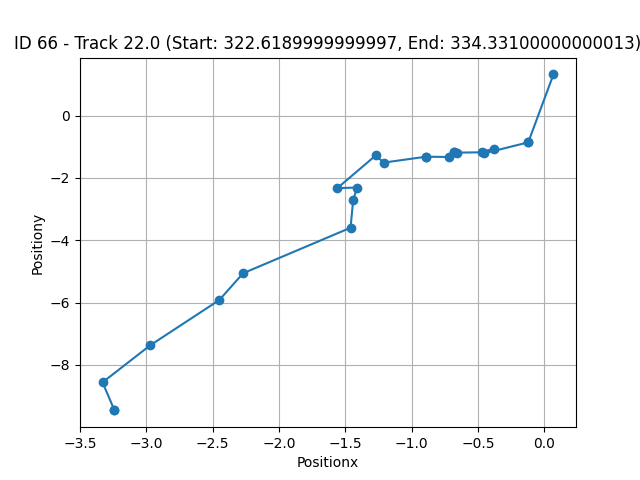 ID 66 - Track 22.0 (Start: 322.6189999999997, End: 334.33100000000013)
Positiony
0
−2
−4
−6
−8
−3.5 −3.0 −2.5 −2.0 −1.5 −1.0 −0.5 0.0
Positionx